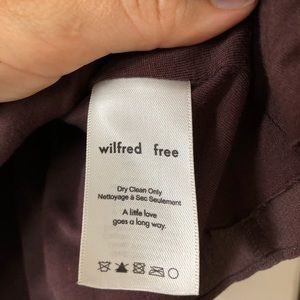 wilfred free
Dry Clean Only
Nettoyage à Sec Seulement
A little love
goes a long way.